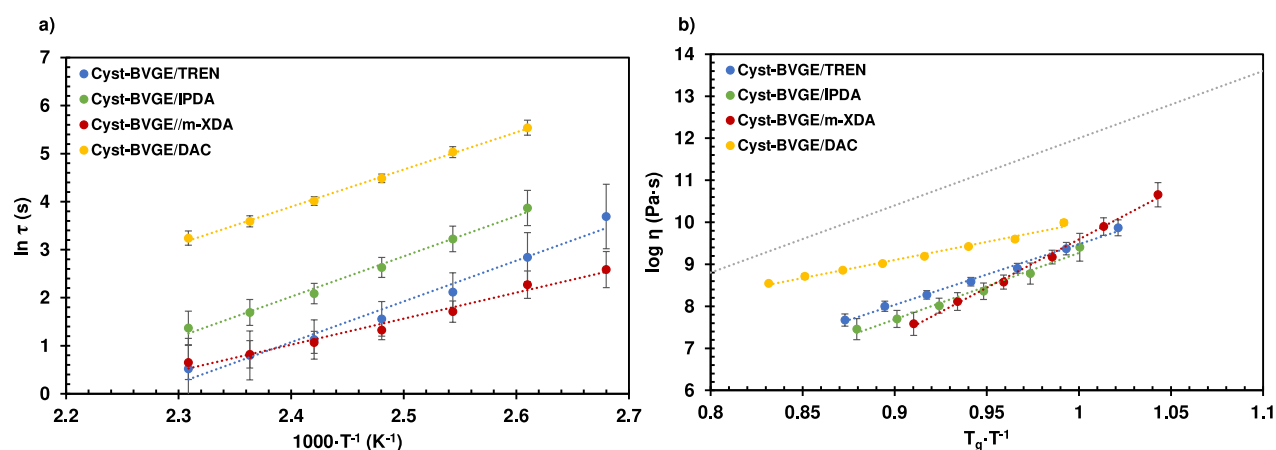 a)
7
6
5
4
3
2
1
0
ln τ (s)
Cyst-BVGE/TREN
Cyst-BVGE/IPDA
Cyst-BVGE//m-XDA
Cyst-BVGE/DAC
2.2 2.3 2.4 2.5 2.6 2.7
1000·T⁻¹ (K⁻¹)
b)
14
13
12
11
10
9
8
7
6
log η (Pa·s)
Cyst-BVGE/TREN
Cyst-BVGE/IPDA
Cyst-BVGE/m-XDA
Cyst-BVGE/DAC
0.8 0.85 0.9 0.95 1 1.05 1.1
Tg·T⁻¹